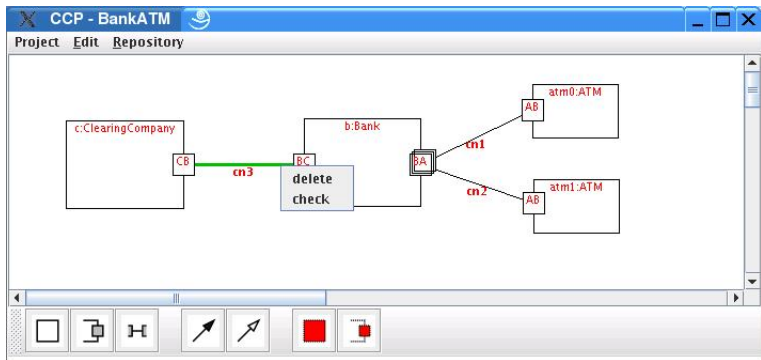 CCP - BankATM
Project Edit Repository
atm0:ATM
AB
c:ClearingCompany
b:Bank
cn1
CB
BC
BA
cn3
delete
check
cn2
atm1:ATM
AB